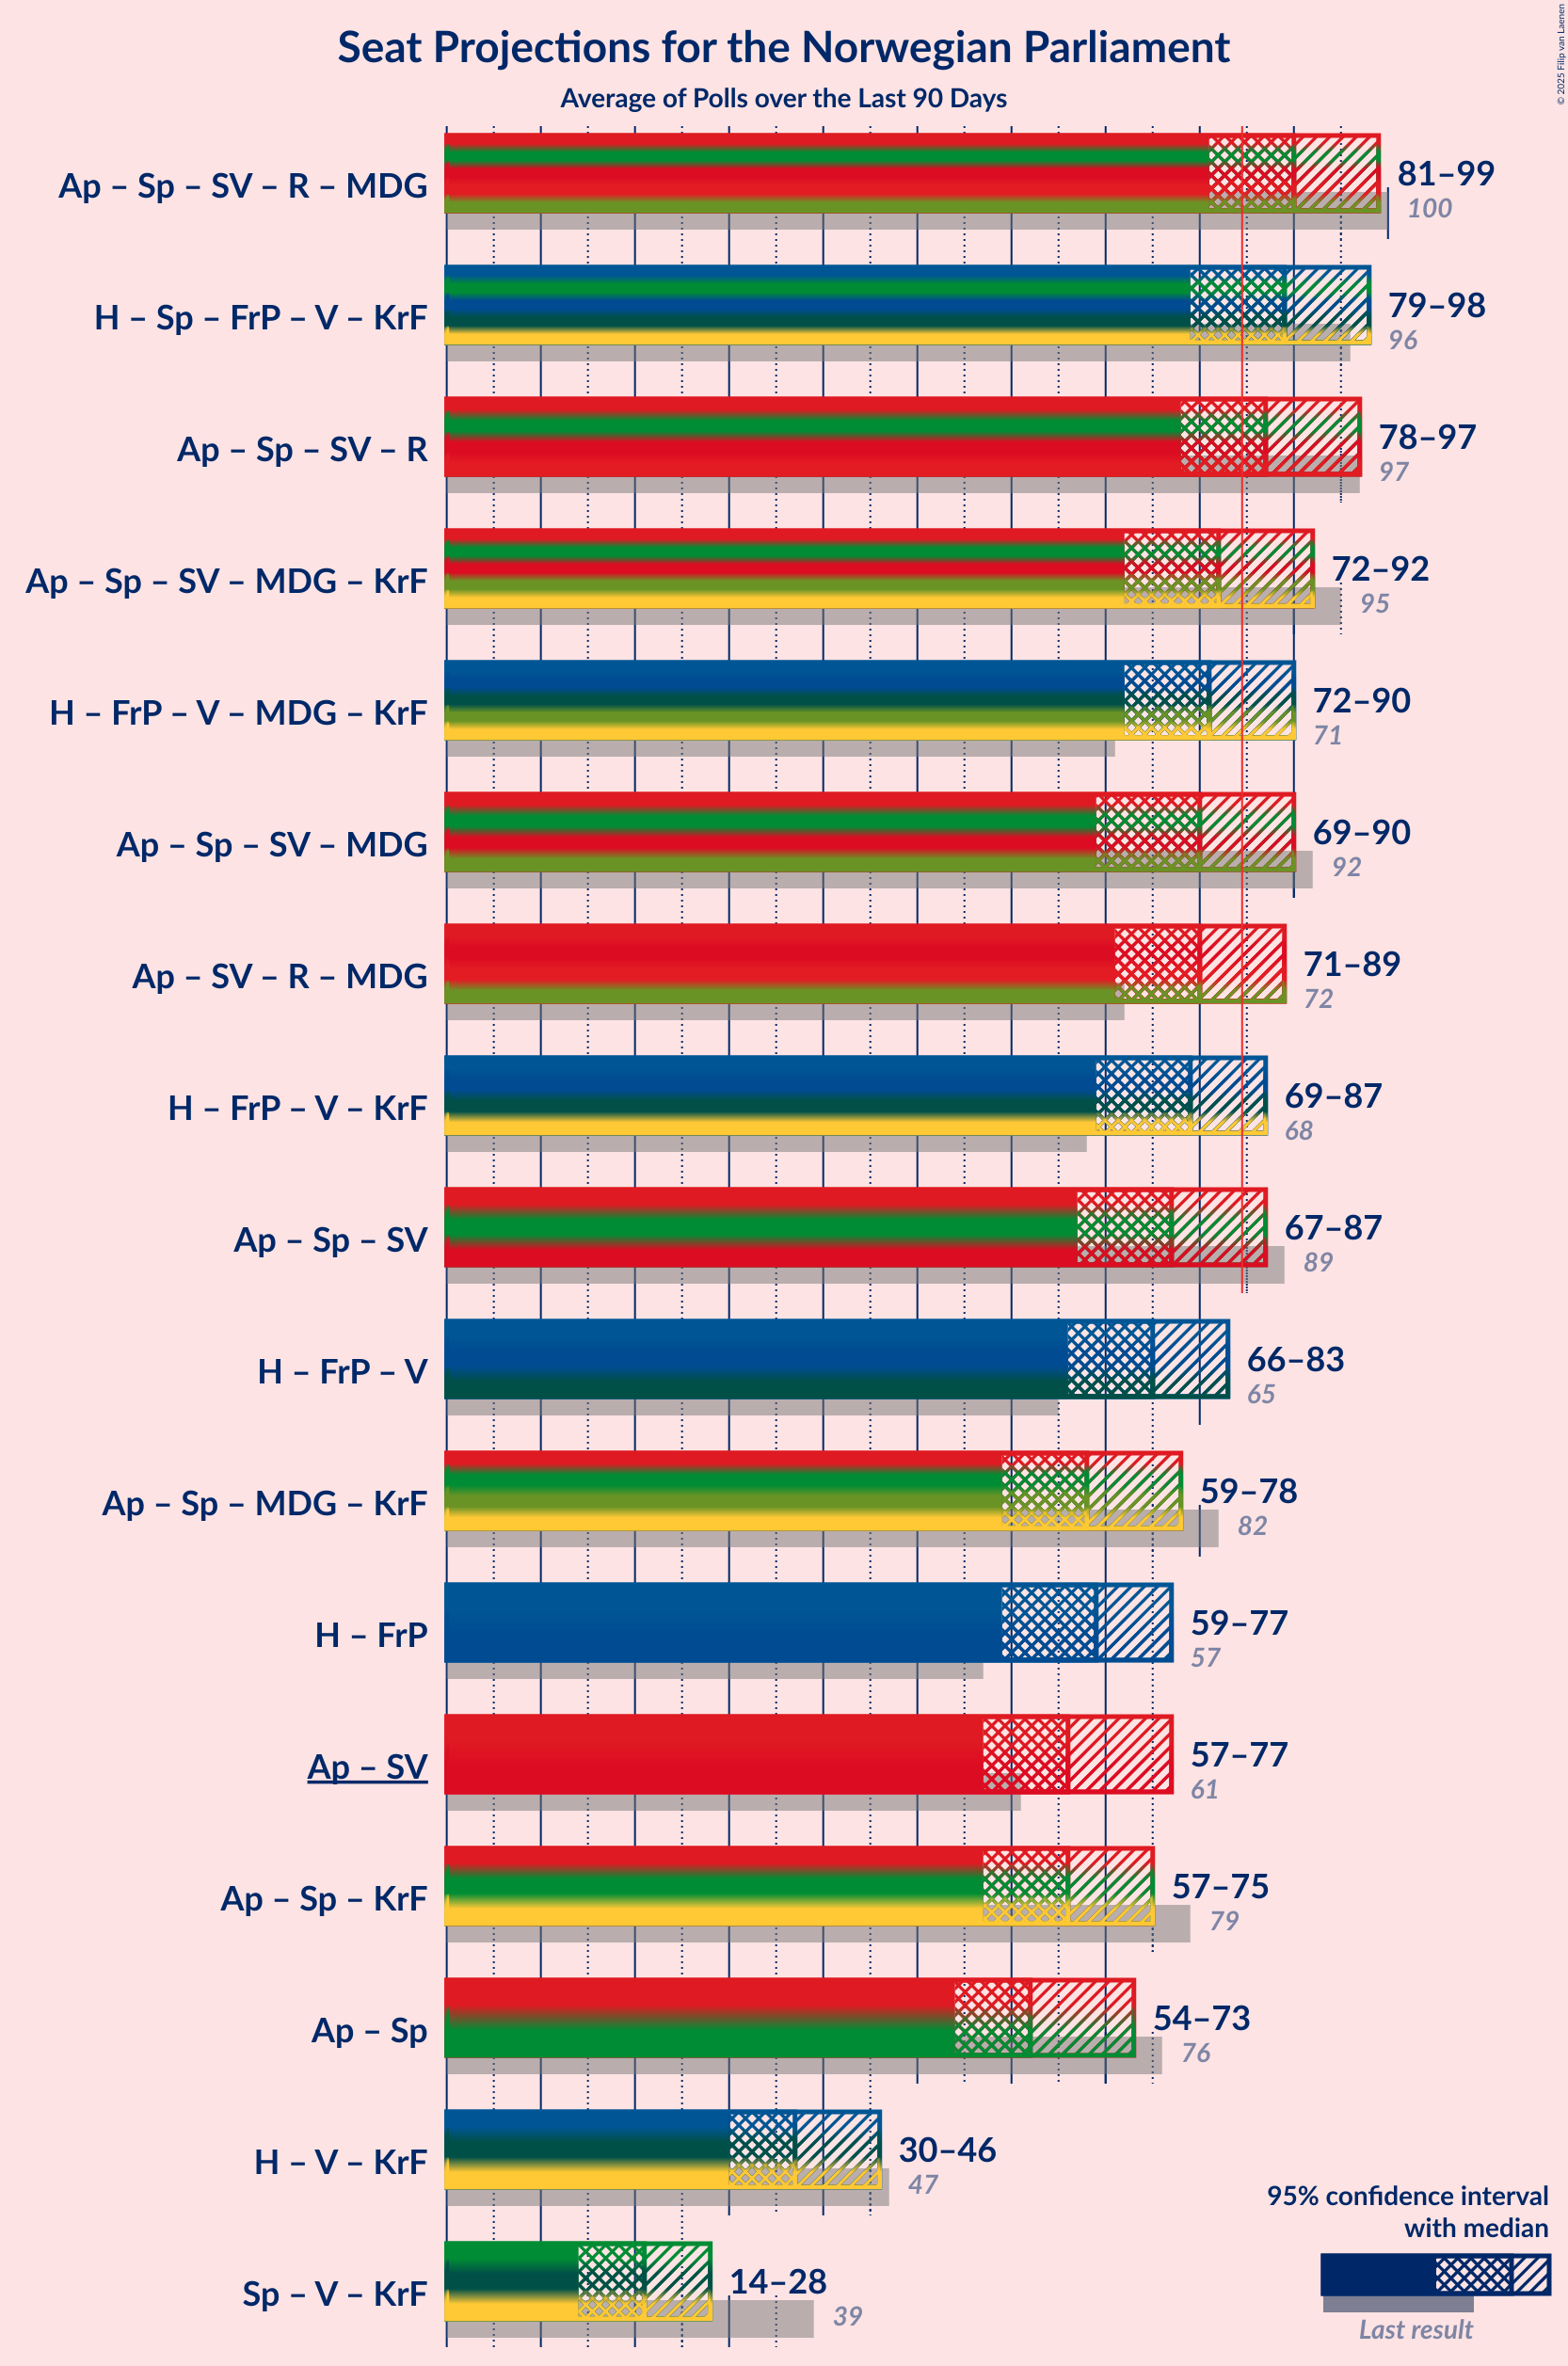 Seat Projections for the Norwegian Parliament
Average of Polls over the Last 90 Days
© 2025 Filip van Laenen
Ap – Sp – SV – R – MDG
81–99
100
H – Sp – FrP – V – KrF
79–98
96
Ap – Sp – SV – R
78–97
97
Ap – Sp – SV – MDG – KrF
72–92
95
H – FrP – V – MDG – KrF
72–90
71
Ap – Sp – SV – MDG
69–90
92
Ap – SV – R – MDG
71–89
72
H – FrP – V – KrF
69–87
68
Ap – Sp – SV
67–87
89
H – FrP – V
66–83
65
Ap – Sp – MDG – KrF
59–78
82
H – FrP
59–77
57
Ap – SV
57–77
61
Ap – Sp – KrF
57–75
79
Ap – Sp
54–73
76
H – V – KrF
30–46
47
Sp – V – KrF
14–28
39
95% confidence interval
with median
Last result